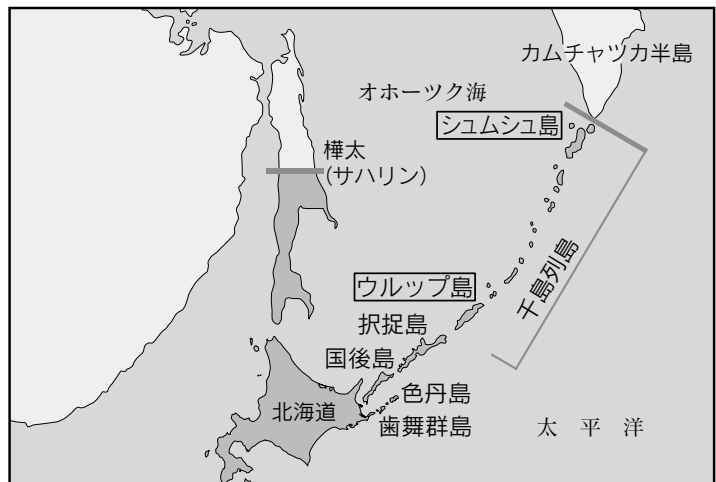 カムチャツカ半島
オホーツク海
シュムシュ島
樺太
（サハリン）
千島列島
ウルップ島
択捉島
国後島
色丹島
北海道
歯舞群島
太平洋